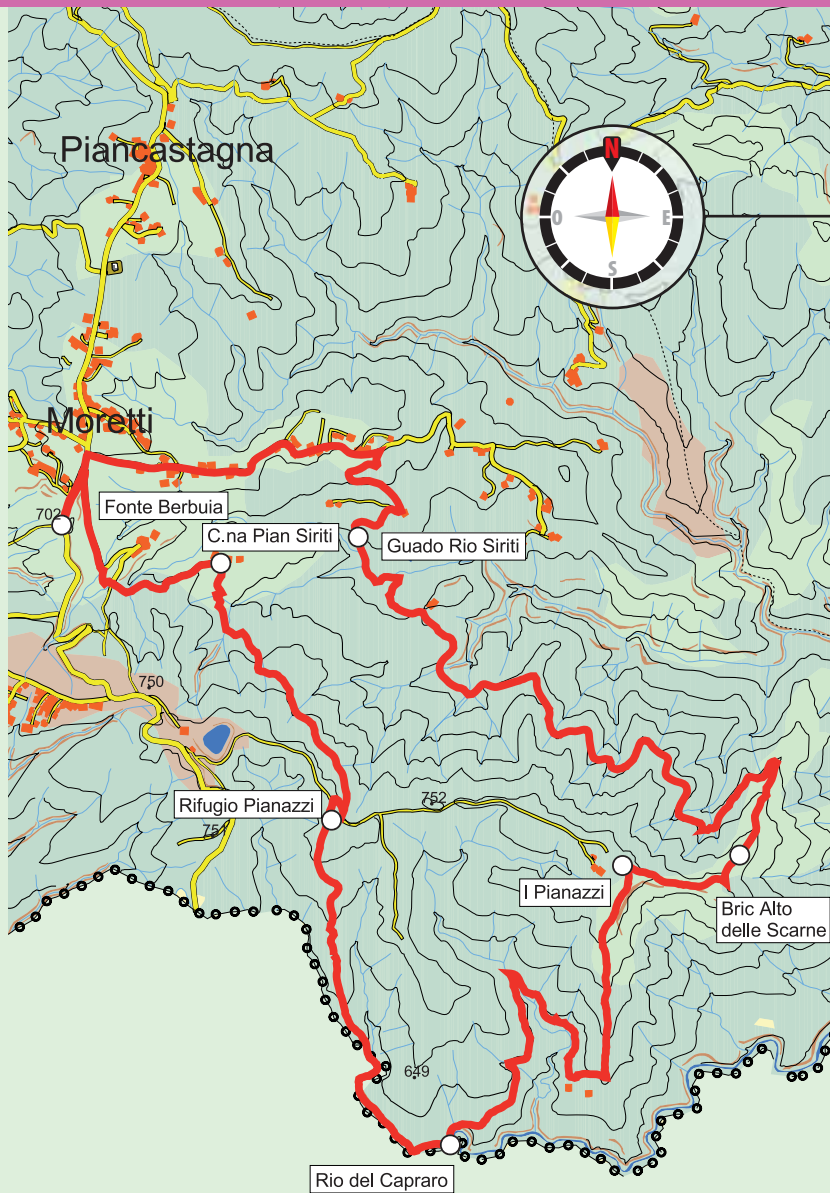 Piancastagna
N
O
E
S
Moretti
Fonte Berbuia
702
C.na Pian Siriti
Guado Rio Siriti
750
Rifugio Pianazzi
752
751
I Pianazzi
Bric Alto
delle Scarne
649
Rio del Capraro